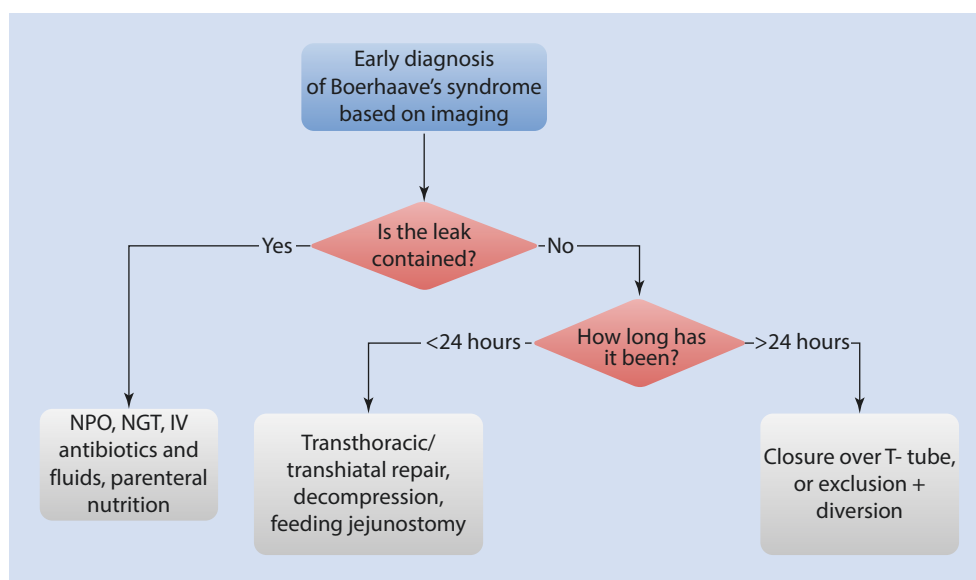 Early diagnosis
of Boerhaave's syndrome
based on imaging
Is the leak
contained?
Yes
No
How long has
it been?
<24 hours
>24 hours
NPO, NGT, IV
antibiotics and
fluids, parenteral
nutrition
Transthoracic/
transhiatal repair,
decompression,
feeding jejunostomy
Closure over T- tube,
or exclusion +
diversion